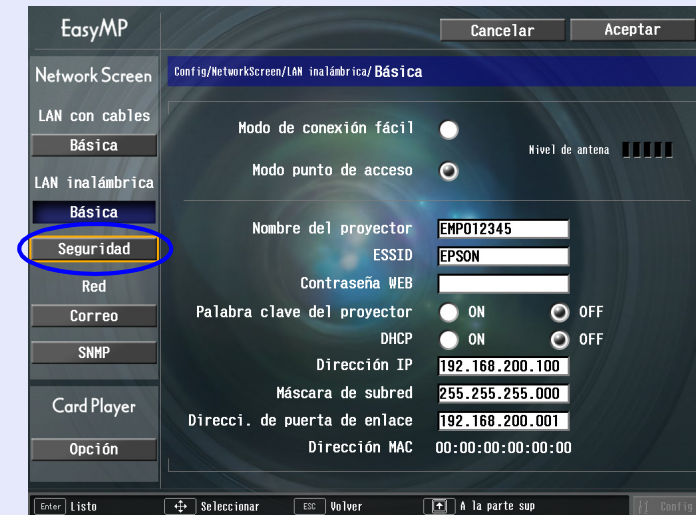 EasyMP
Cancelar
Aceptar
Network Screen
Config/NetworkScreen/LAN inalámbrica/Básica
LAN con cables
Básica
LAN inalámbrica
Básica
Seguridad
Red
Correo
SNMP
Card Player
Opción
Modo de conexión fácil
Nivel de antena
Modo punto de acceso
Nombre del proyector EMP012345
ESSID EPSON
Contraseña WEB
Palabra clave del proyector ON OFF
DHCP ON OFF
Dirección IP 192.168.200.100
Máscara de subred 255.255.255.000
Direcci. de puerta de enlace 192.168.200.001
Dirección MAC 00:00:00:00:00:00
Enter Listo
Seleccionar
ESC Volver
A la parte sup
Config